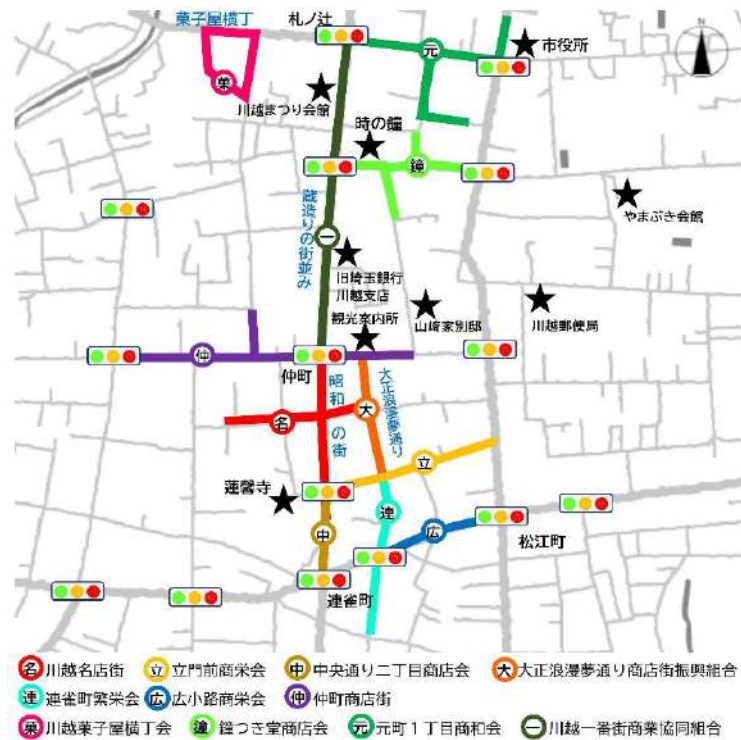 菓子屋横丁
札ノ辻
N
元
市役所
菓
川越まつり会館
時の鐘
鐘
やまぶき会館
蔵造りの街並み
一
旧埼玉銀行
川越支店
観光案内所
山崎家別邸
川越郵便局
仲
仲町
昭和の街
大正浪漫夢通り
大
名
立
蓮馨寺
連
中
広
松江町
連雀町
名 川越名店街
立 立門前商栄会
中 中央通り二丁目商店会
大 大正浪漫夢通り商店街振興組合
連 連雀町繁栄会
広 広小路商栄会
仲 仲町商店街
菓 川越菓子屋横丁会
鐘 鐘つき堂商店会
元 元町1丁目商和会
一 川越一番街商業協同組合